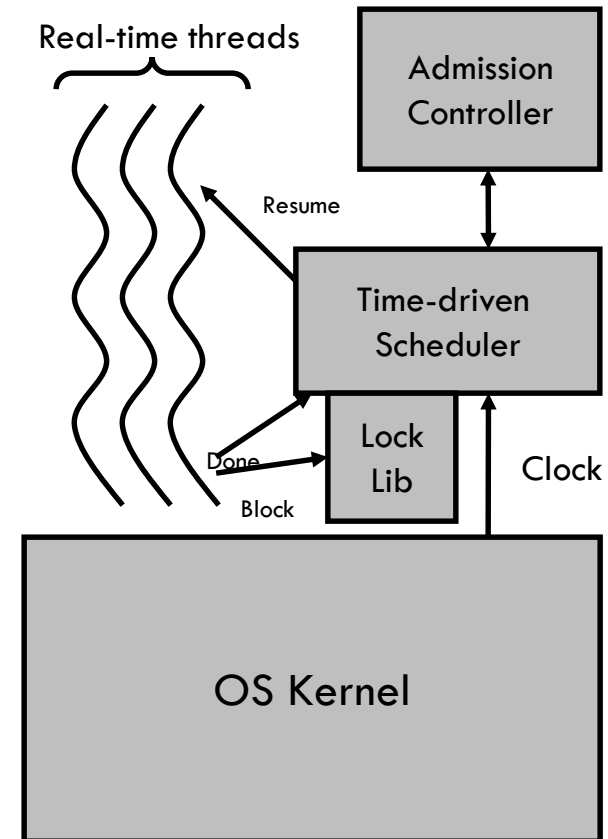 Real-time threads
Admission
Controller
Resume
Time-driven
Scheduler
Done
Lock
Lib
Block
Clock
OS Kernel